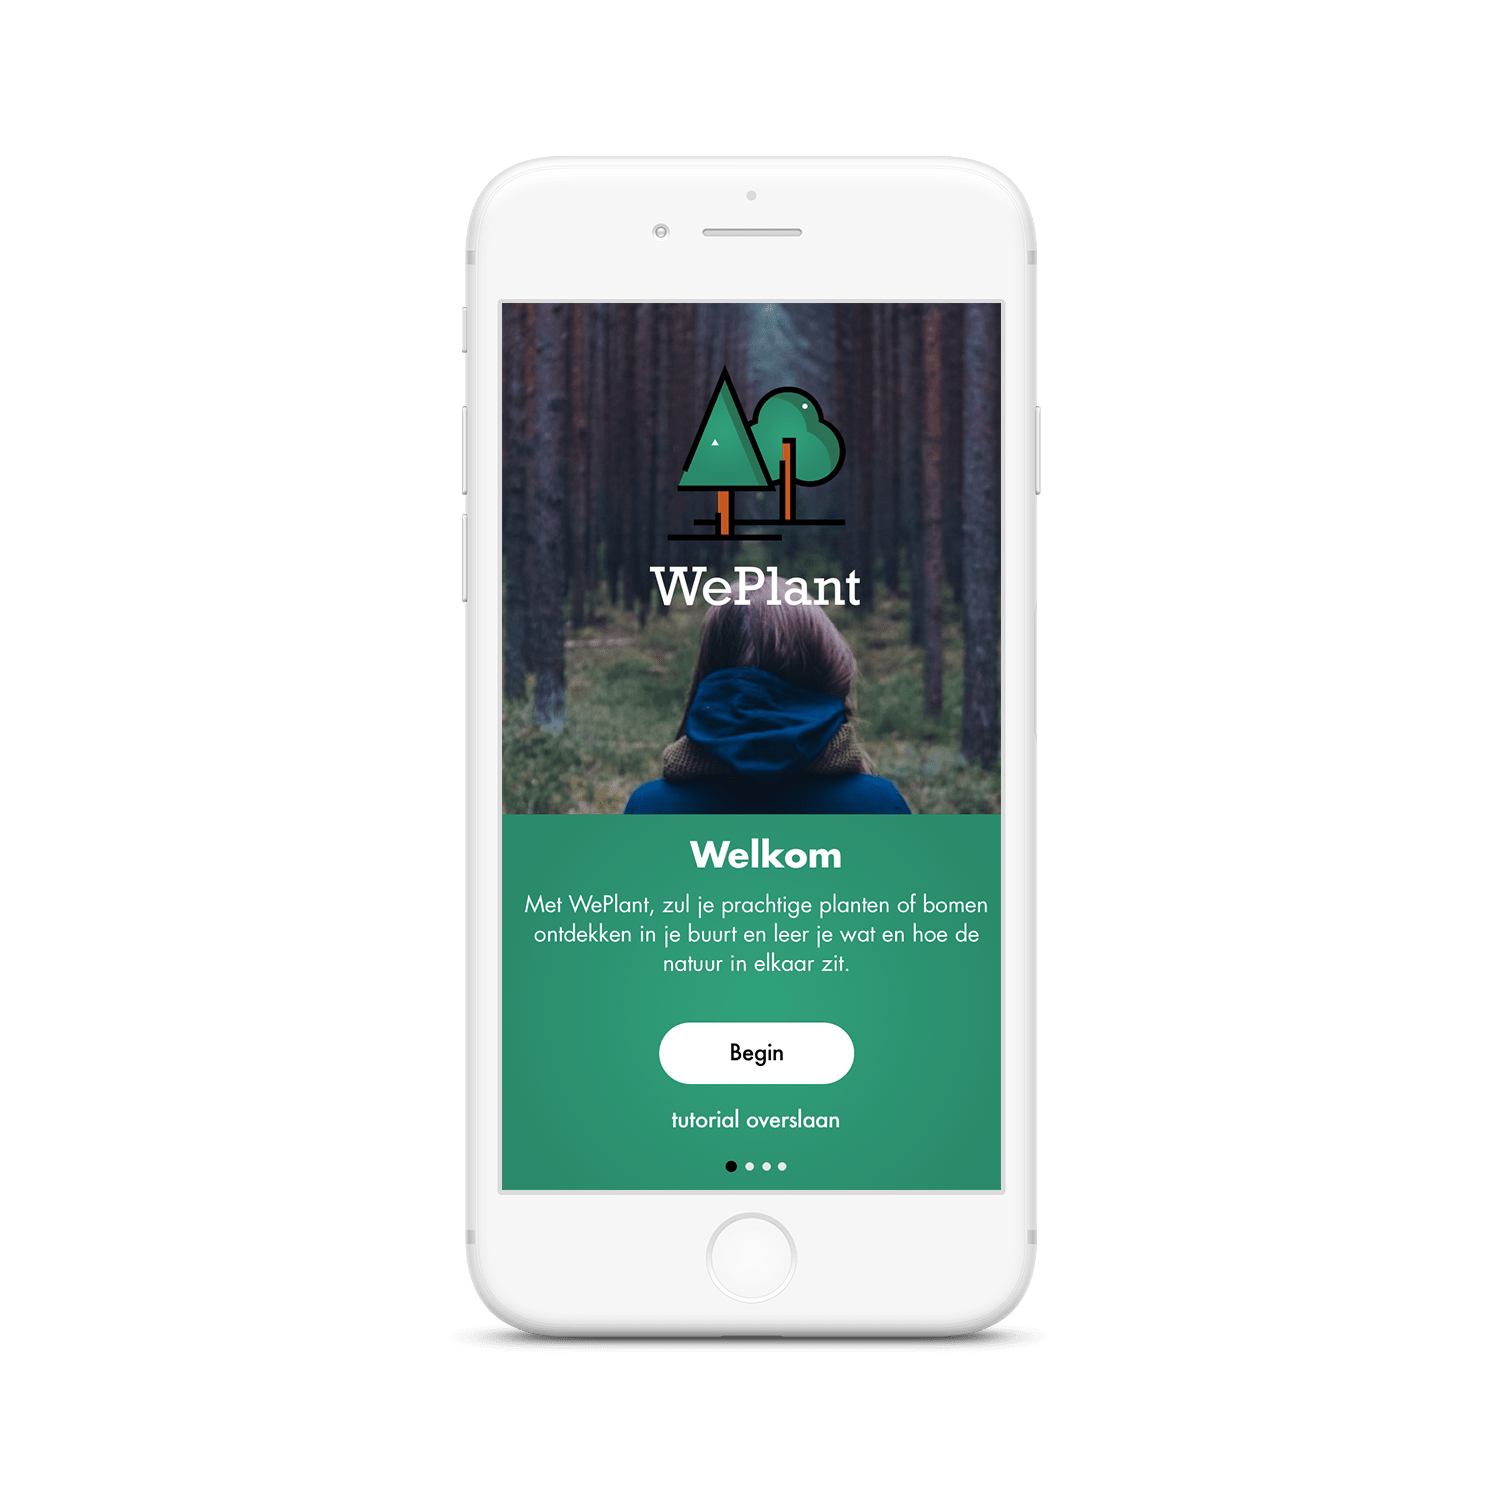 WePlant
Welkom
Met WePlant, zul je prachtige planten of bomen
ontdekken in je buurt en leer je wat en hoe de
natuur in elkaar zit.
Begin
tutorial overslaan